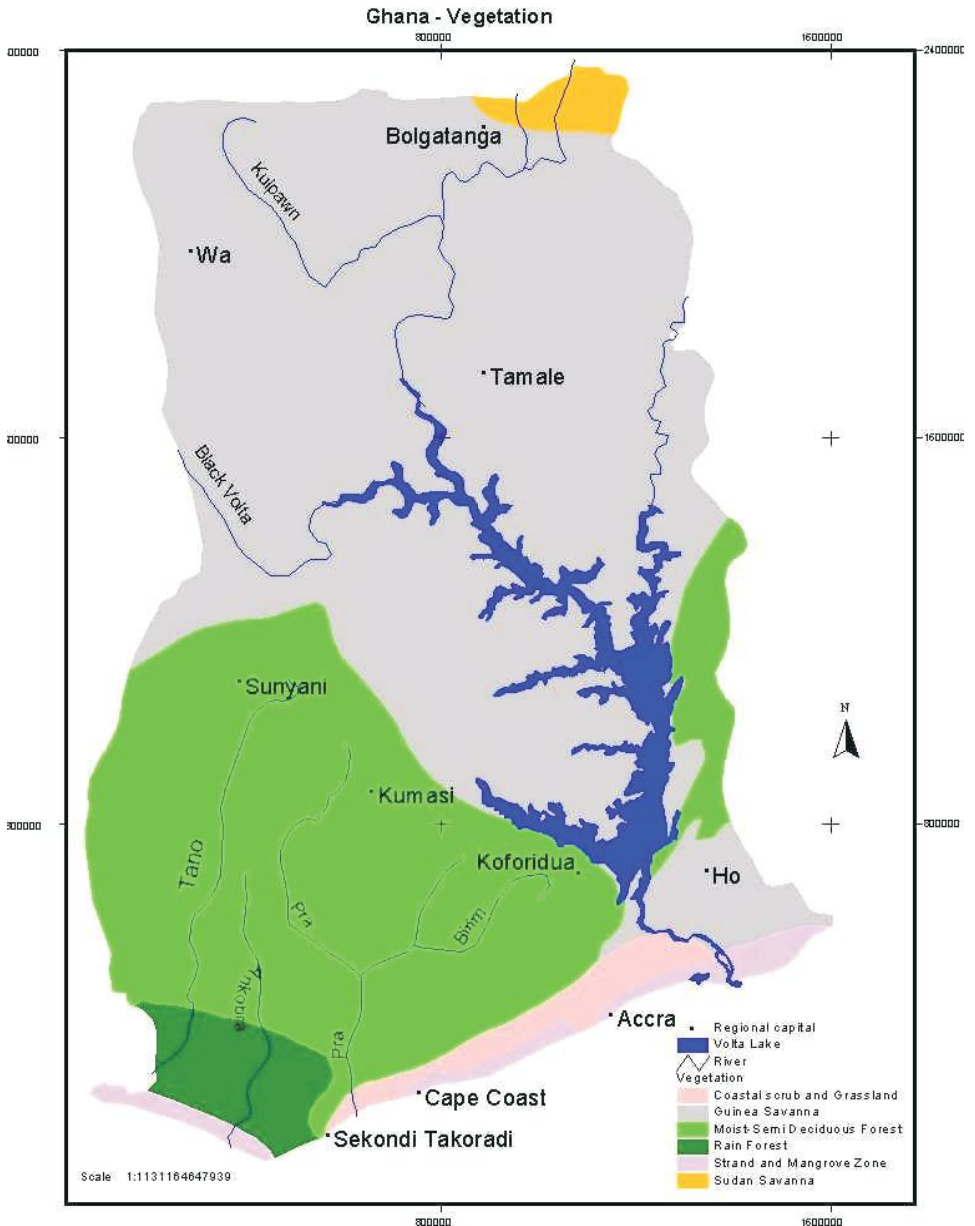 Ghana - Vegetation
800000
1600000
2400000
Bolgatanga
Kulpawn
Wa
Tamale
1600000
Black Volta
Sunyani
N
Kumasi
800000
Koforidua
Tano
Ho
Pra
Birim
Ankobra
Accra
Pra
Cape Coast
Sekondi Takoradi
Regional capital
Volta Lake
River
Vegetation
Coastal scrub and Grassland
Guinea Savanna
Moist-Semi Deciduous Forest
Rain Forest
Strand and Mangrove Zone
Sudan Savanna
Scale 1:1131164647939
800000
1600000